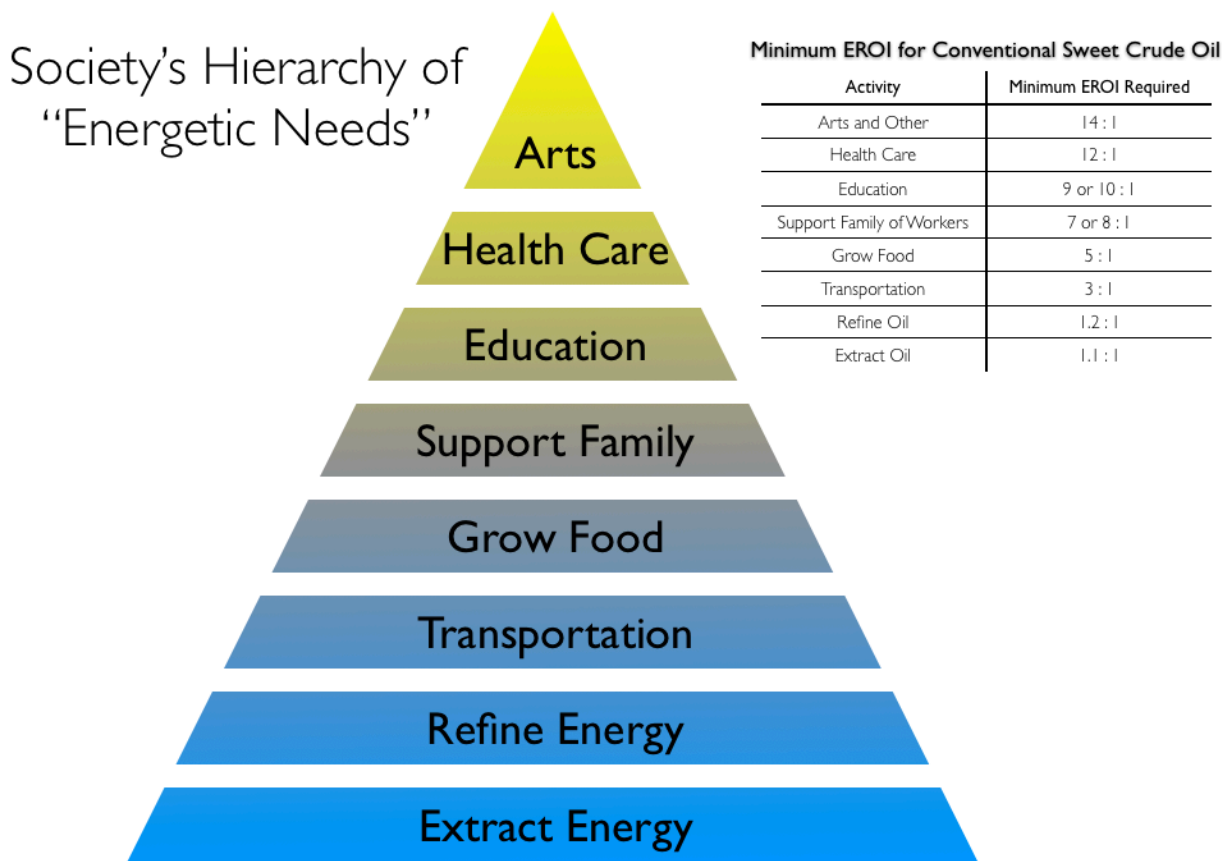 Society's Hierarchy of
"Energetic Needs"
Arts
Health Care
Education
Support Family
Grow Food
Transportation
Refine Energy
Extract Energy
Minimum EROI for Conventional Sweet Crude Oil
Activity Minimum EROI Required
Arts and Other 14 : 1
Health Care 12 : 1
Education 9 or 10 : 1
Support Family of Workers 7 or 8 : 1
Grow Food 5 : 1
Transportation 3 : 1
Refine Oil 1.2 : 1
Extract Oil 1.1 : 1